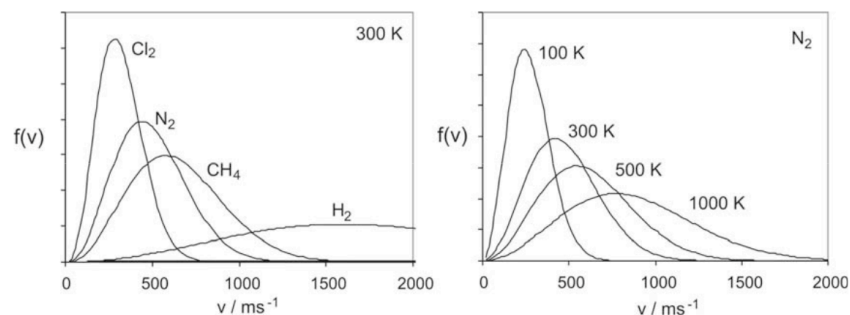 300 K
Cl2
N2
CH4
H2
f(v)
0 500 1000 1500 2000
v / ms-1
N2
100 K
300 K
500 K
1000 K
f(v)
0 500 1000 1500 2000
v / ms-1